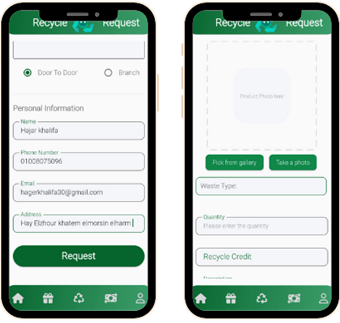 Recycle Request
Door To Door
Branch
Personal Information
Name
Hajar khalifa
Phone Number
01008075096
Email
hagerkhalifa30@gmail.com
Address
Hay Elzhour khatem elmorsin elharm
Request
Recycle Request
Product Photo here
Pick from gallery
Take a photo
Waste Type:
Quantity
Please enter the quantity
Recycle Credit